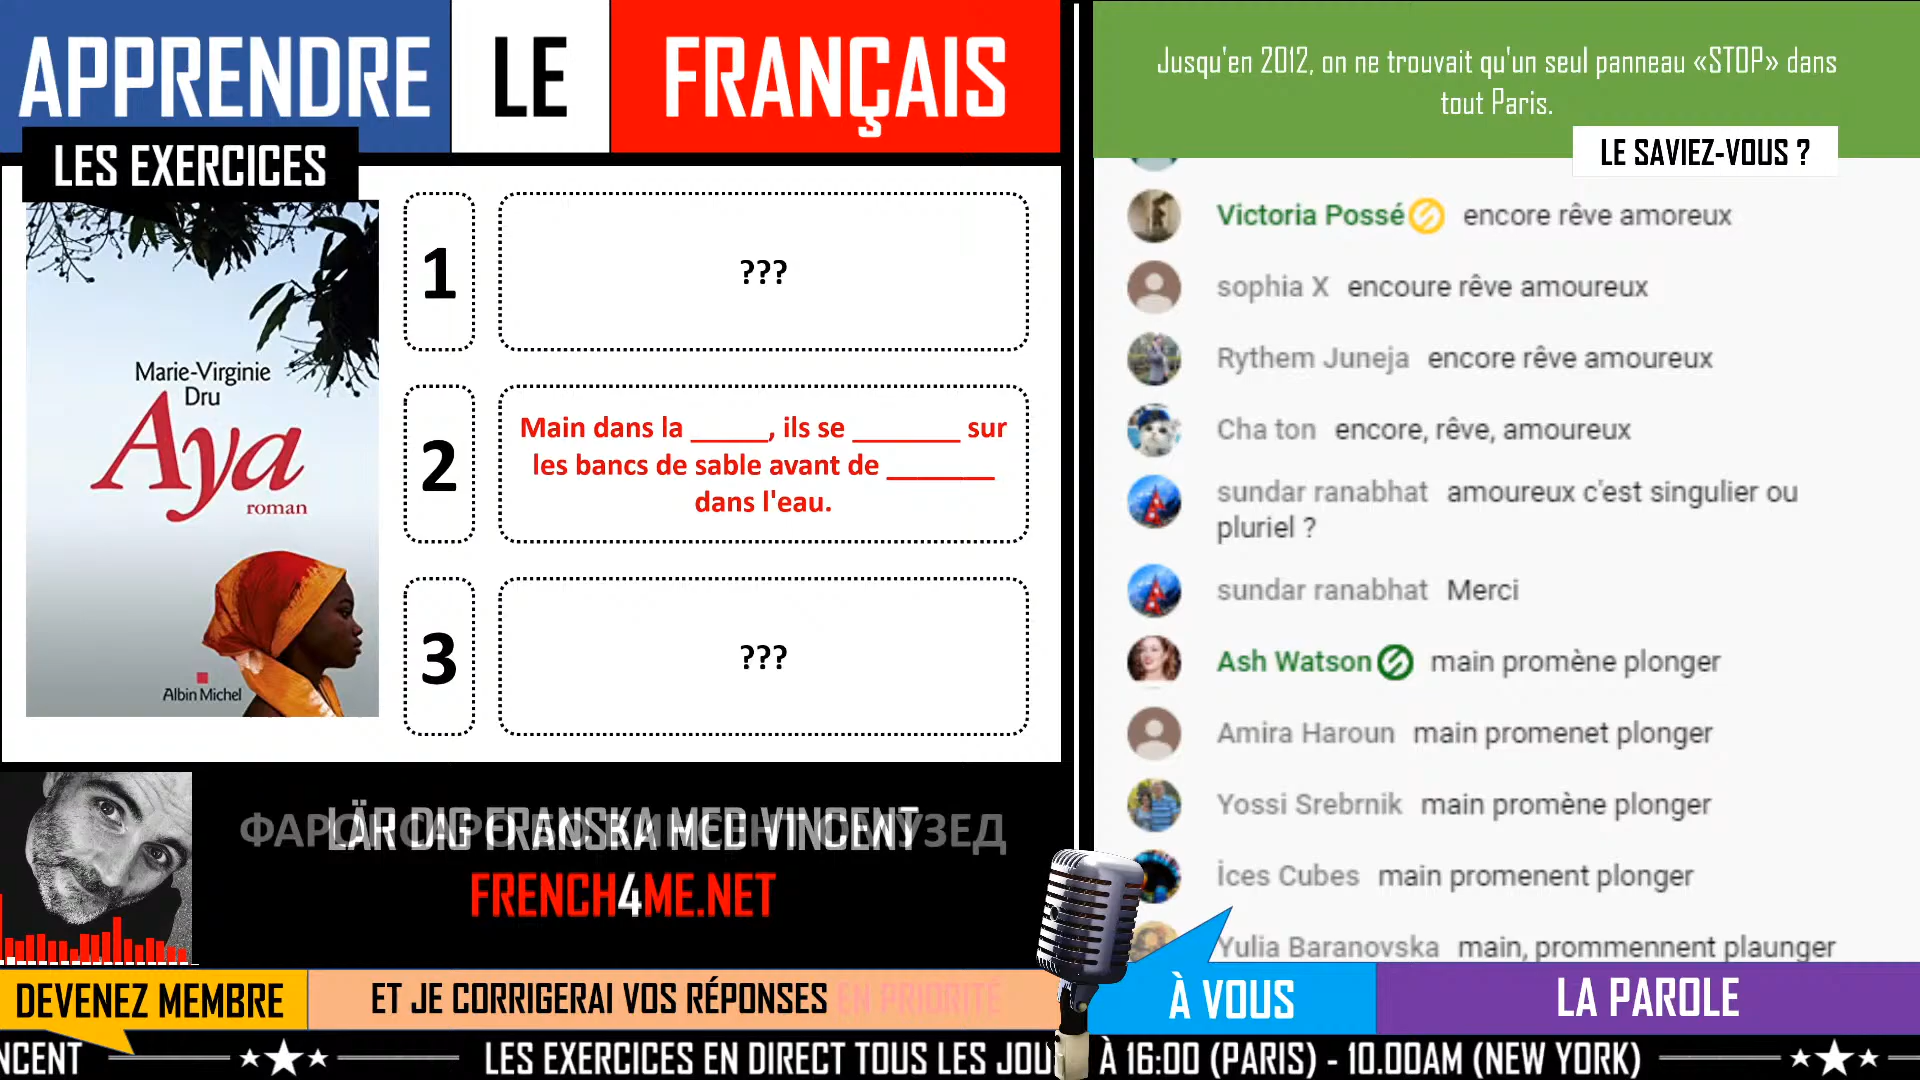 APPRENDRE LE FRANÇAIS
LES EXERCICES
Marie-Virginie
Dru
Aya
roman
Albin Michel
1
???
2
Main dans la _____, ils se _______ sur
les bancs de sable avant de _______
dans l'eau.
3
???
LÄR DIG FRANSKA MED VINCENT
FRENCH4ME.NET
DEVENEZ MEMBRE
ET JE CORRIGERAI VOS RÉPONSES EN PRIORITÉ
Jusqu'en 2012, on ne trouvait qu'un seul panneau «STOP» dans
tout Paris.
LE SAVIEZ-VOUS ?
Victoria Possé encore rêve amoreux
sophia X encoure rêve amoureux
Rythem Juneja encore rêve amoureux
Cha ton encore, rêve, amoureux
sundar ranabhat amoureux c'est singulier ou
pluriel ?
sundar ranabhat Merci
Ash Watson main promène plonger
Amira Haroun main promenet plonger
Yossi Srebrnik main promène plonger
İces Cubes main promenent plonger
Yulia Baranovska main, prommennent plaunger
À VOUS
LA PAROLE
NCENT
LES EXERCICES EN DIRECT TOUS LES JOU À 16:00 (PARIS) - 10.00AM (NEW YORK)